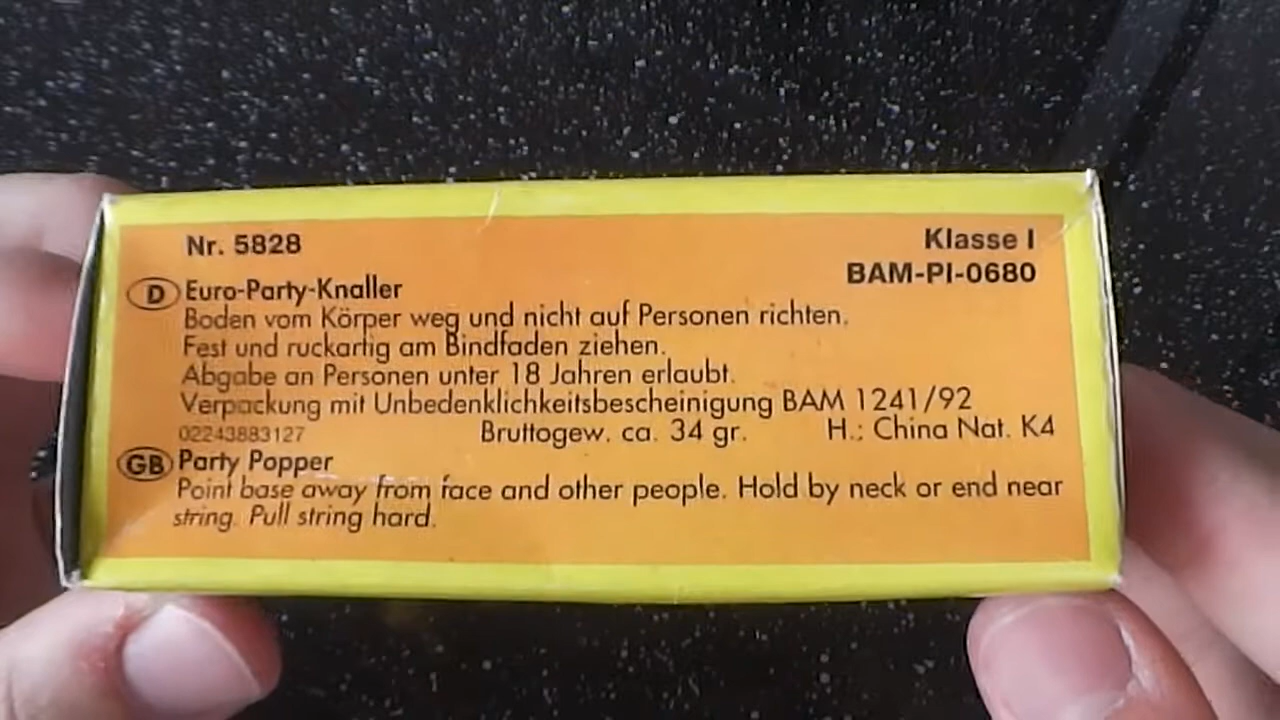 Nr. 5828
Klasse I
BAM-PI-0680
D Euro-Party-Knaller
Boden vom Körper weg und nicht auf Personen richten.
Fest und ruckartig am Bindfaden ziehen.
Abgabe an Personen unter 18 Jahren erlaubt.
Verpackung mit Unbedenklichkeitsbescheinigung BAM 1241/92
02243883127 Bruttogew. ca. 34 gr. H.: China Nat. K4
GB Party Popper
Point base away from face and other people. Hold by neck or end near
string. Pull string hard.